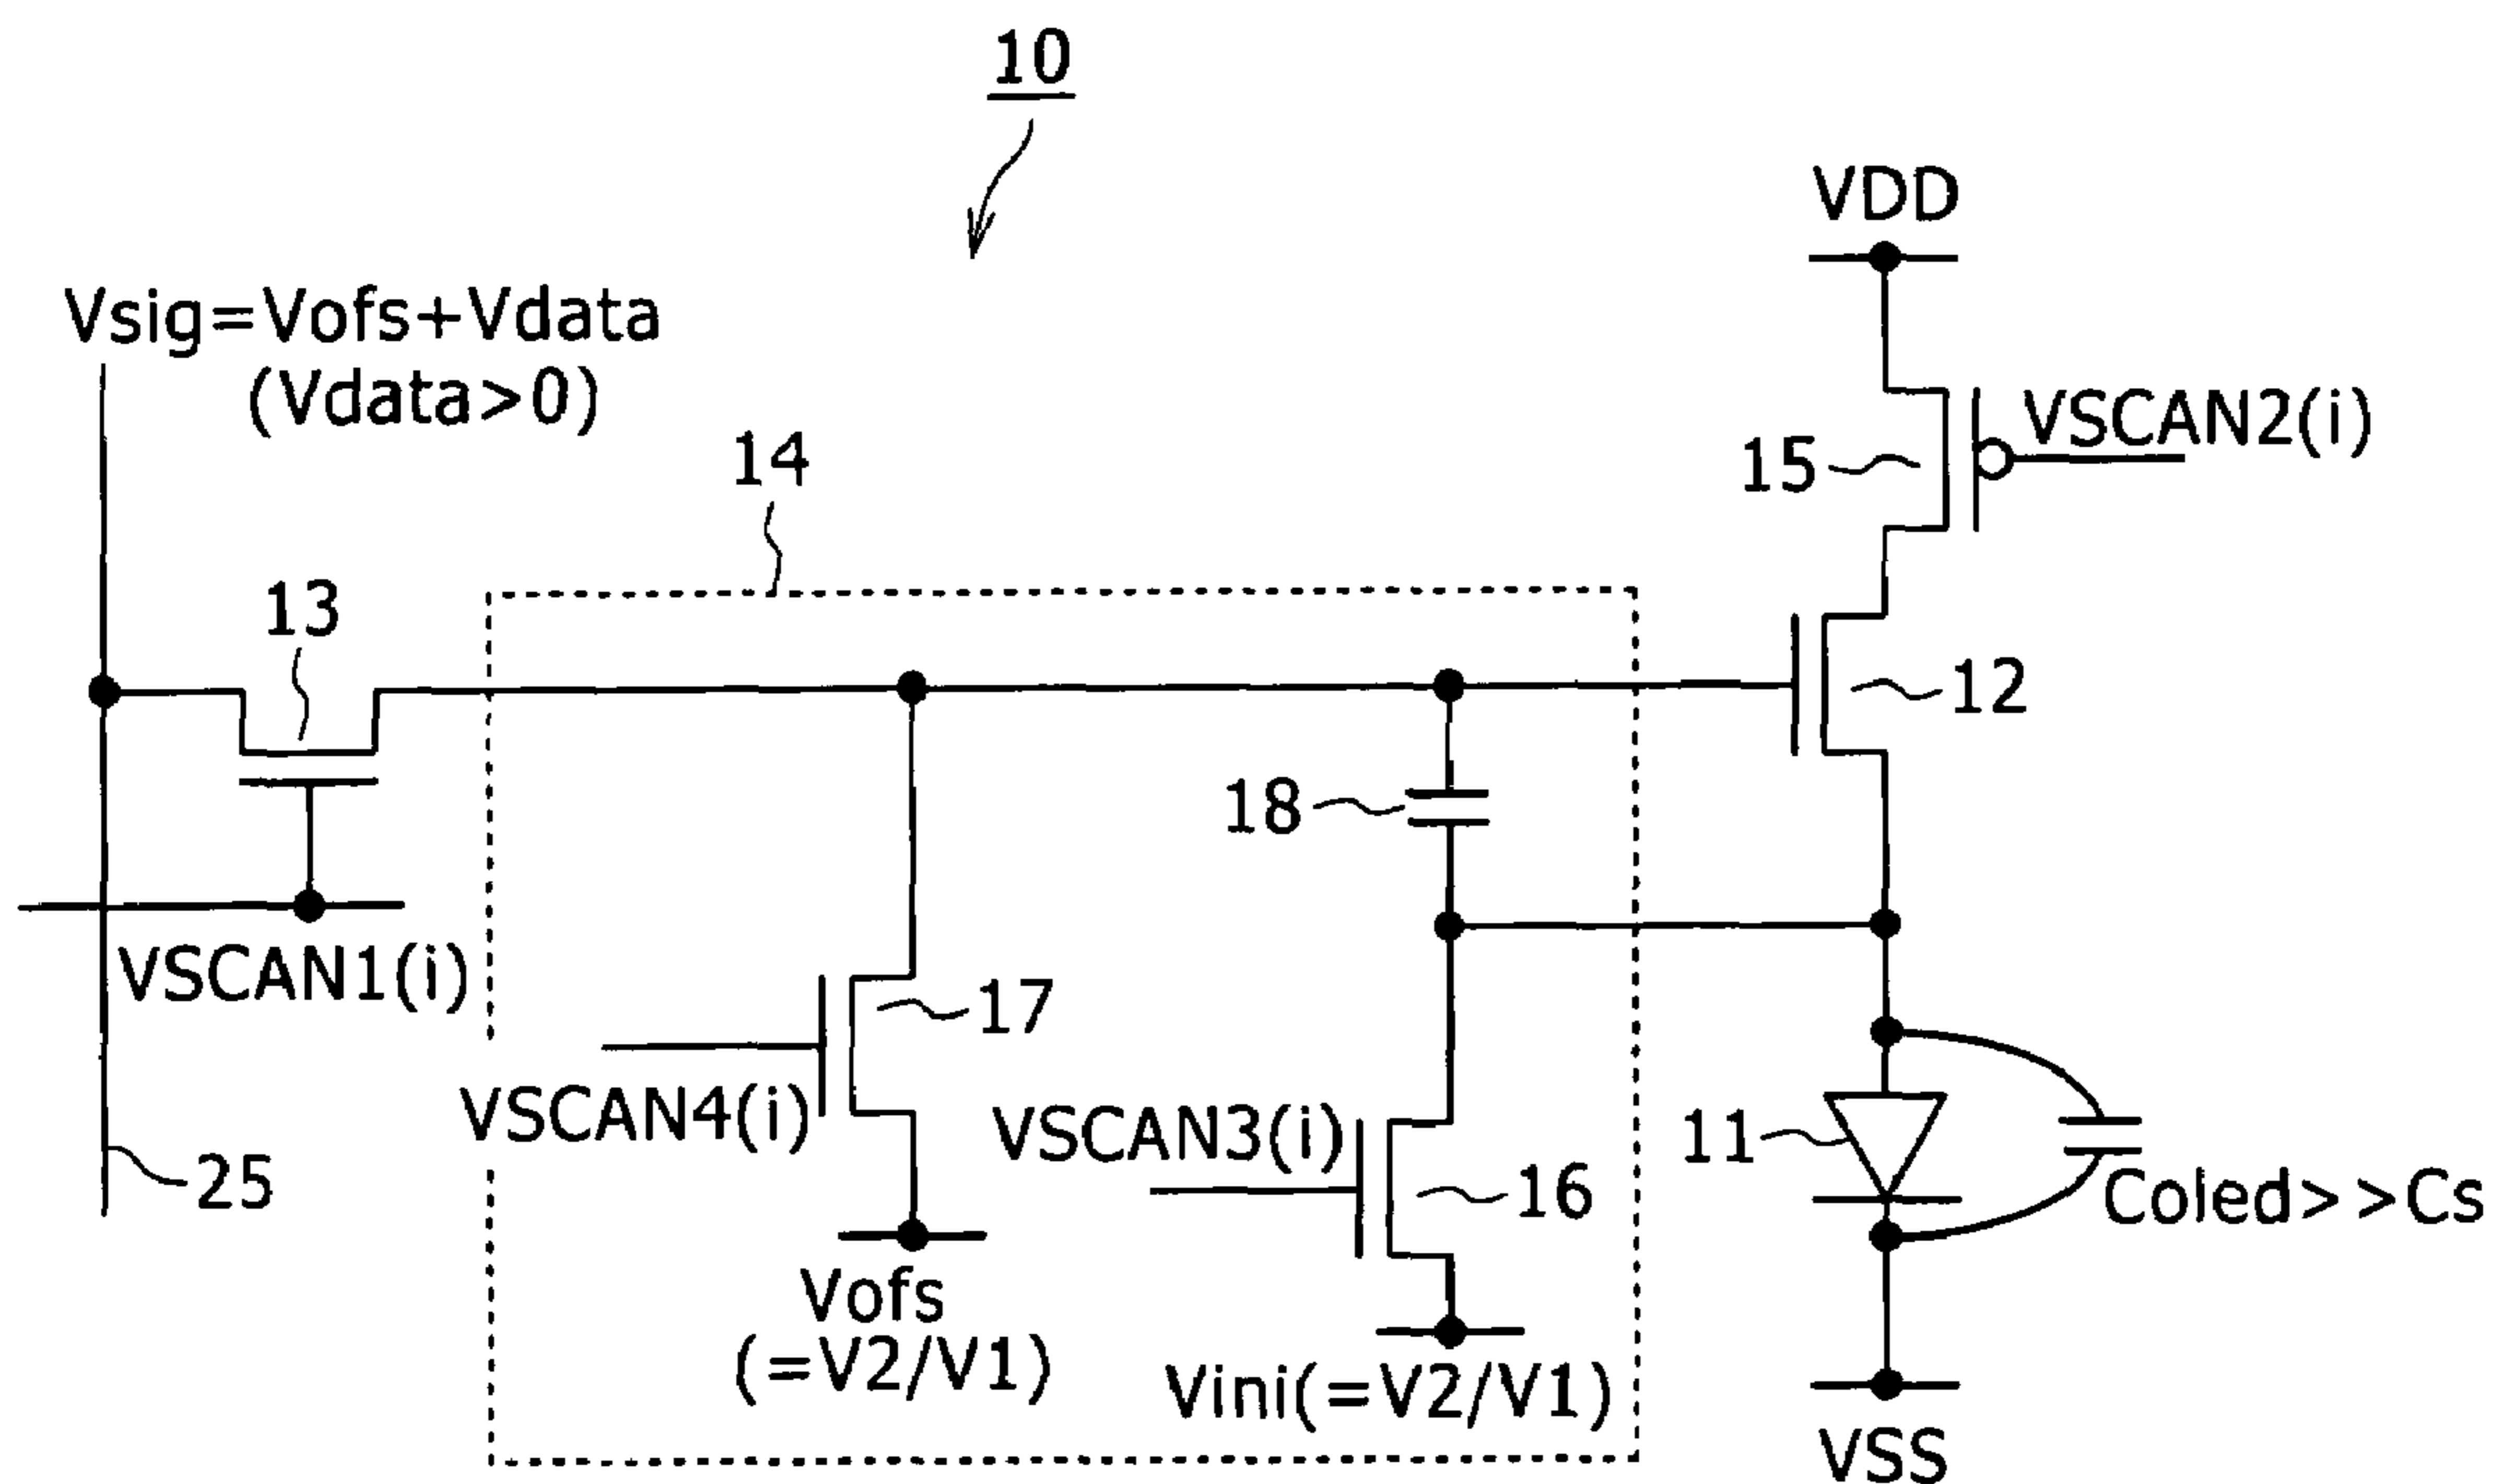 10
VDD
Vsig=Vofs+Vdata
(Vdata>0)
VSCAN2(i)
14
15
13
12
18
VSCAN1(i)
17
VSCAN4(i)
VSCAN3(i)
11
25
16
Coled>>Cs
Vofs
(=V2/V1)
Vini(=V2/V1)
VSS